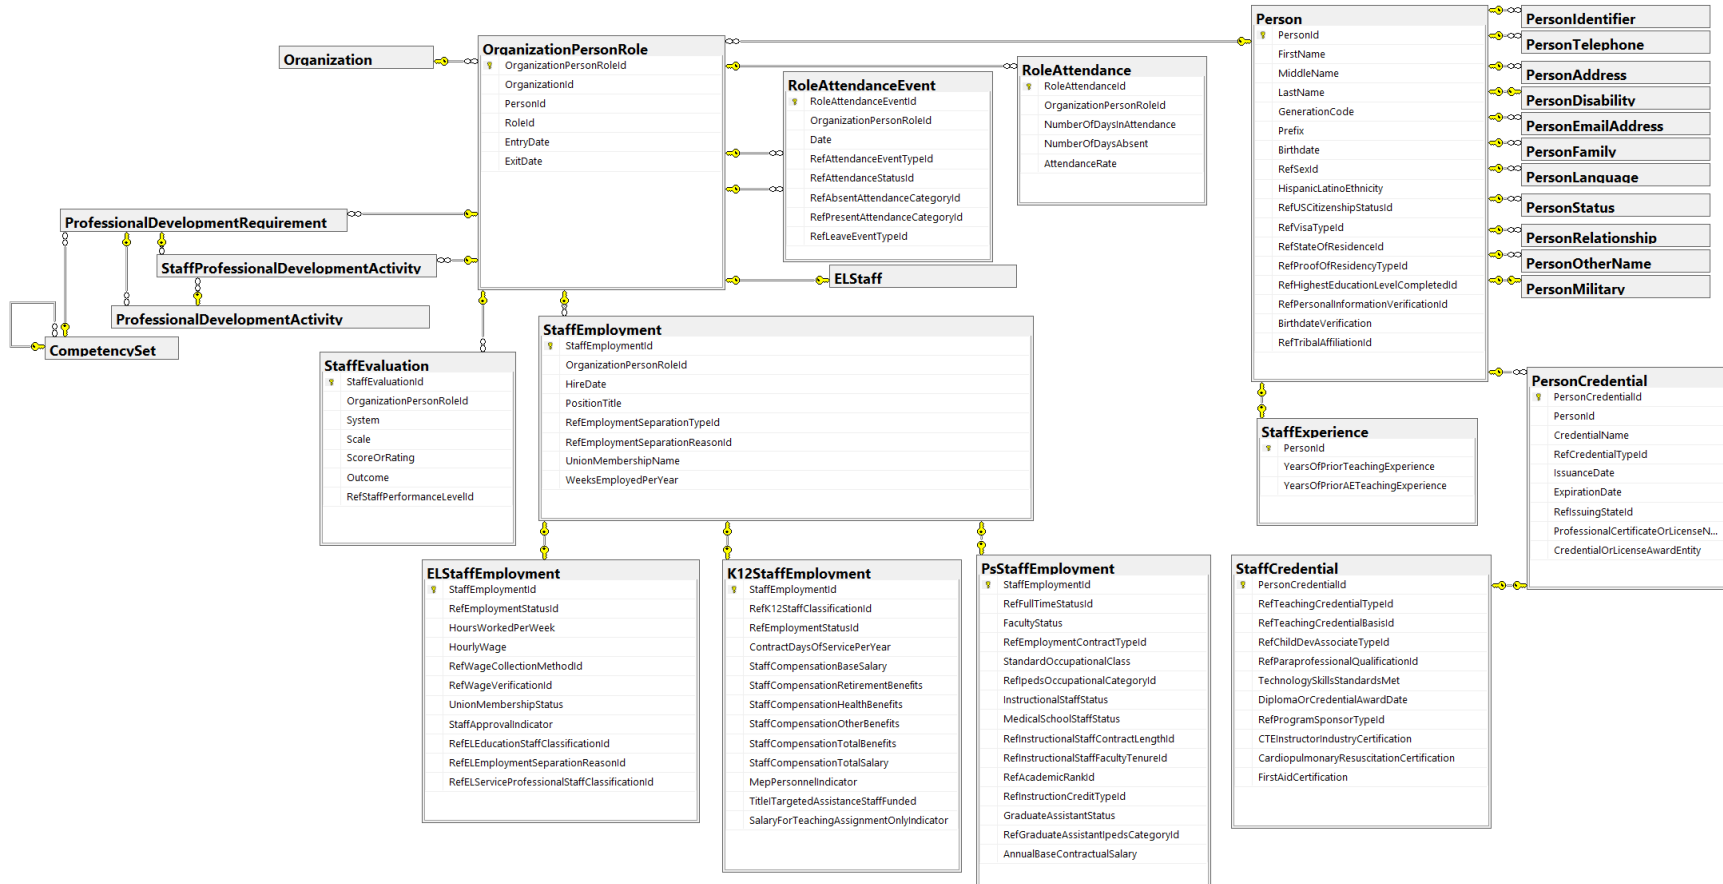 Organization
OrganizationPersonRole
OrganizationPersonRoleId
OrganizationId
PersonId
RoleId
EntryDate
ExitDate
RoleAttendanceEvent
RoleAttendanceEventId
OrganizationPersonRoleId
Date
RefAttendanceEventTypeId
RefAttendanceStatusId
RefAbsentAttendanceCategoryId
RefPresentAttendanceCategoryId
RefLeaveEventTypeId
RoleAttendance
RoleAttendanceId
OrganizationPersonRoleId
NumberOfDaysInAttendance
NumberOfDaysAbsent
AttendanceRate
Person
PersonId
FirstName
MiddleName
LastName
GenerationCode
Prefix
Birthdate
RefSexId
HispanicLatinoEthnicity
RefUSCitizenshipStatusId
RefVisaTypeId
RefStateOfResidenceId
RefProofOfResidencyTypeId
RefHighestEducationLevelCompletedId
RefPersonalInformationVerificationId
BirthdateVerification
RefTribalAffiliationId
PersonIdentifier
PersonTelephone
PersonAddress
PersonDisability
PersonEmailAddress
PersonFamily
PersonLanguage
PersonStatus
PersonRelationship
PersonOtherName
PersonMilitary
ProfessionalDevelopmentRequirement
StaffProfessionalDevelopmentActivity
ProfessionalDevelopmentActivity
CompetencySet
ELStaff
StaffEvaluation
StaffEvaluationId
OrganizationPersonRoleId
System
Scale
ScoreOrRating
Outcome
RefStaffPerformanceLevelId
StaffEmployment
StaffEmploymentId
OrganizationPersonRoleId
HireDate
PositionTitle
RefEmploymentSeparationTypeId
RefEmploymentSeparationReasonId
UnionMembershipName
WeeksEmployedPerYear
StaffExperience
PersonId
YearsOfPriorTeachingExperience
YearsOfPriorAETeachingExperience
PersonCredential
PersonCredentialId
PersonId
CredentialName
RefCredentialTypeId
IssuanceDate
ExpirationDate
RefIssuingStateId
ProfessionalCertificateOrLicenseN...
CredentialOrLicenseAwardEntity
ELStaffEmployment
StaffEmploymentId
RefEmploymentStatusId
HoursWorkedPerWeek
HourlyWage
RefWageCollectionMethodId
RefWageVerificationId
UnionMembershipStatus
StaffApprovalIndicator
RefELEducationStaffClassificationId
RefELEmploymentSeparationReasonId
RefELServiceProfessionalStaffClassificationId
K12StaffEmployment
StaffEmploymentId
RefK12StaffClassificationId
RefEmploymentStatusId
ContractDaysOfServicePerYear
StaffCompensationBaseSalary
StaffCompensationRetirementBenefits
StaffCompensationHealthBenefits
StaffCompensationOtherBenefits
StaffCompensationTotalBenefits
StaffCompensationTotalSalary
MepPersonnelIndicator
TitleITargetedAssistanceStaffFunded
SalaryForTeachingAssignmentOnlyIndicator
PsStaffEmployment
StaffEmploymentId
RefFullTimeStatusId
FacultyStatus
RefEmploymentContractTypeId
StandardOccupationalClass
RefIpedsOccupationalCategoryId
InstructionalStaffStatus
MedicalSchoolStaffStatus
RefInstructionalStaffContractLengthId
RefInstructionalStaffFacultyTenureId
RefAcademicRankId
RefInstructionCreditTypeId
GraduateAssistantStatus
RefGraduateAssistantIpedsCategoryId
AnnualBaseContractualSalary
StaffCredential
PersonCredentialId
RefTeachingCredentialTypeId
RefTeachingCredentialBasisId
RefChildDevAssociateTypeId
RefParaprofessionalQualificationId
TechnologySkillsStandardsMet
DiplomaOrCredentialAwardDate
RefProgramSponsorTypeId
CTEInstructorIndustryCertification
CardiopulmonaryResuscitationCertification
FirstAidCertification